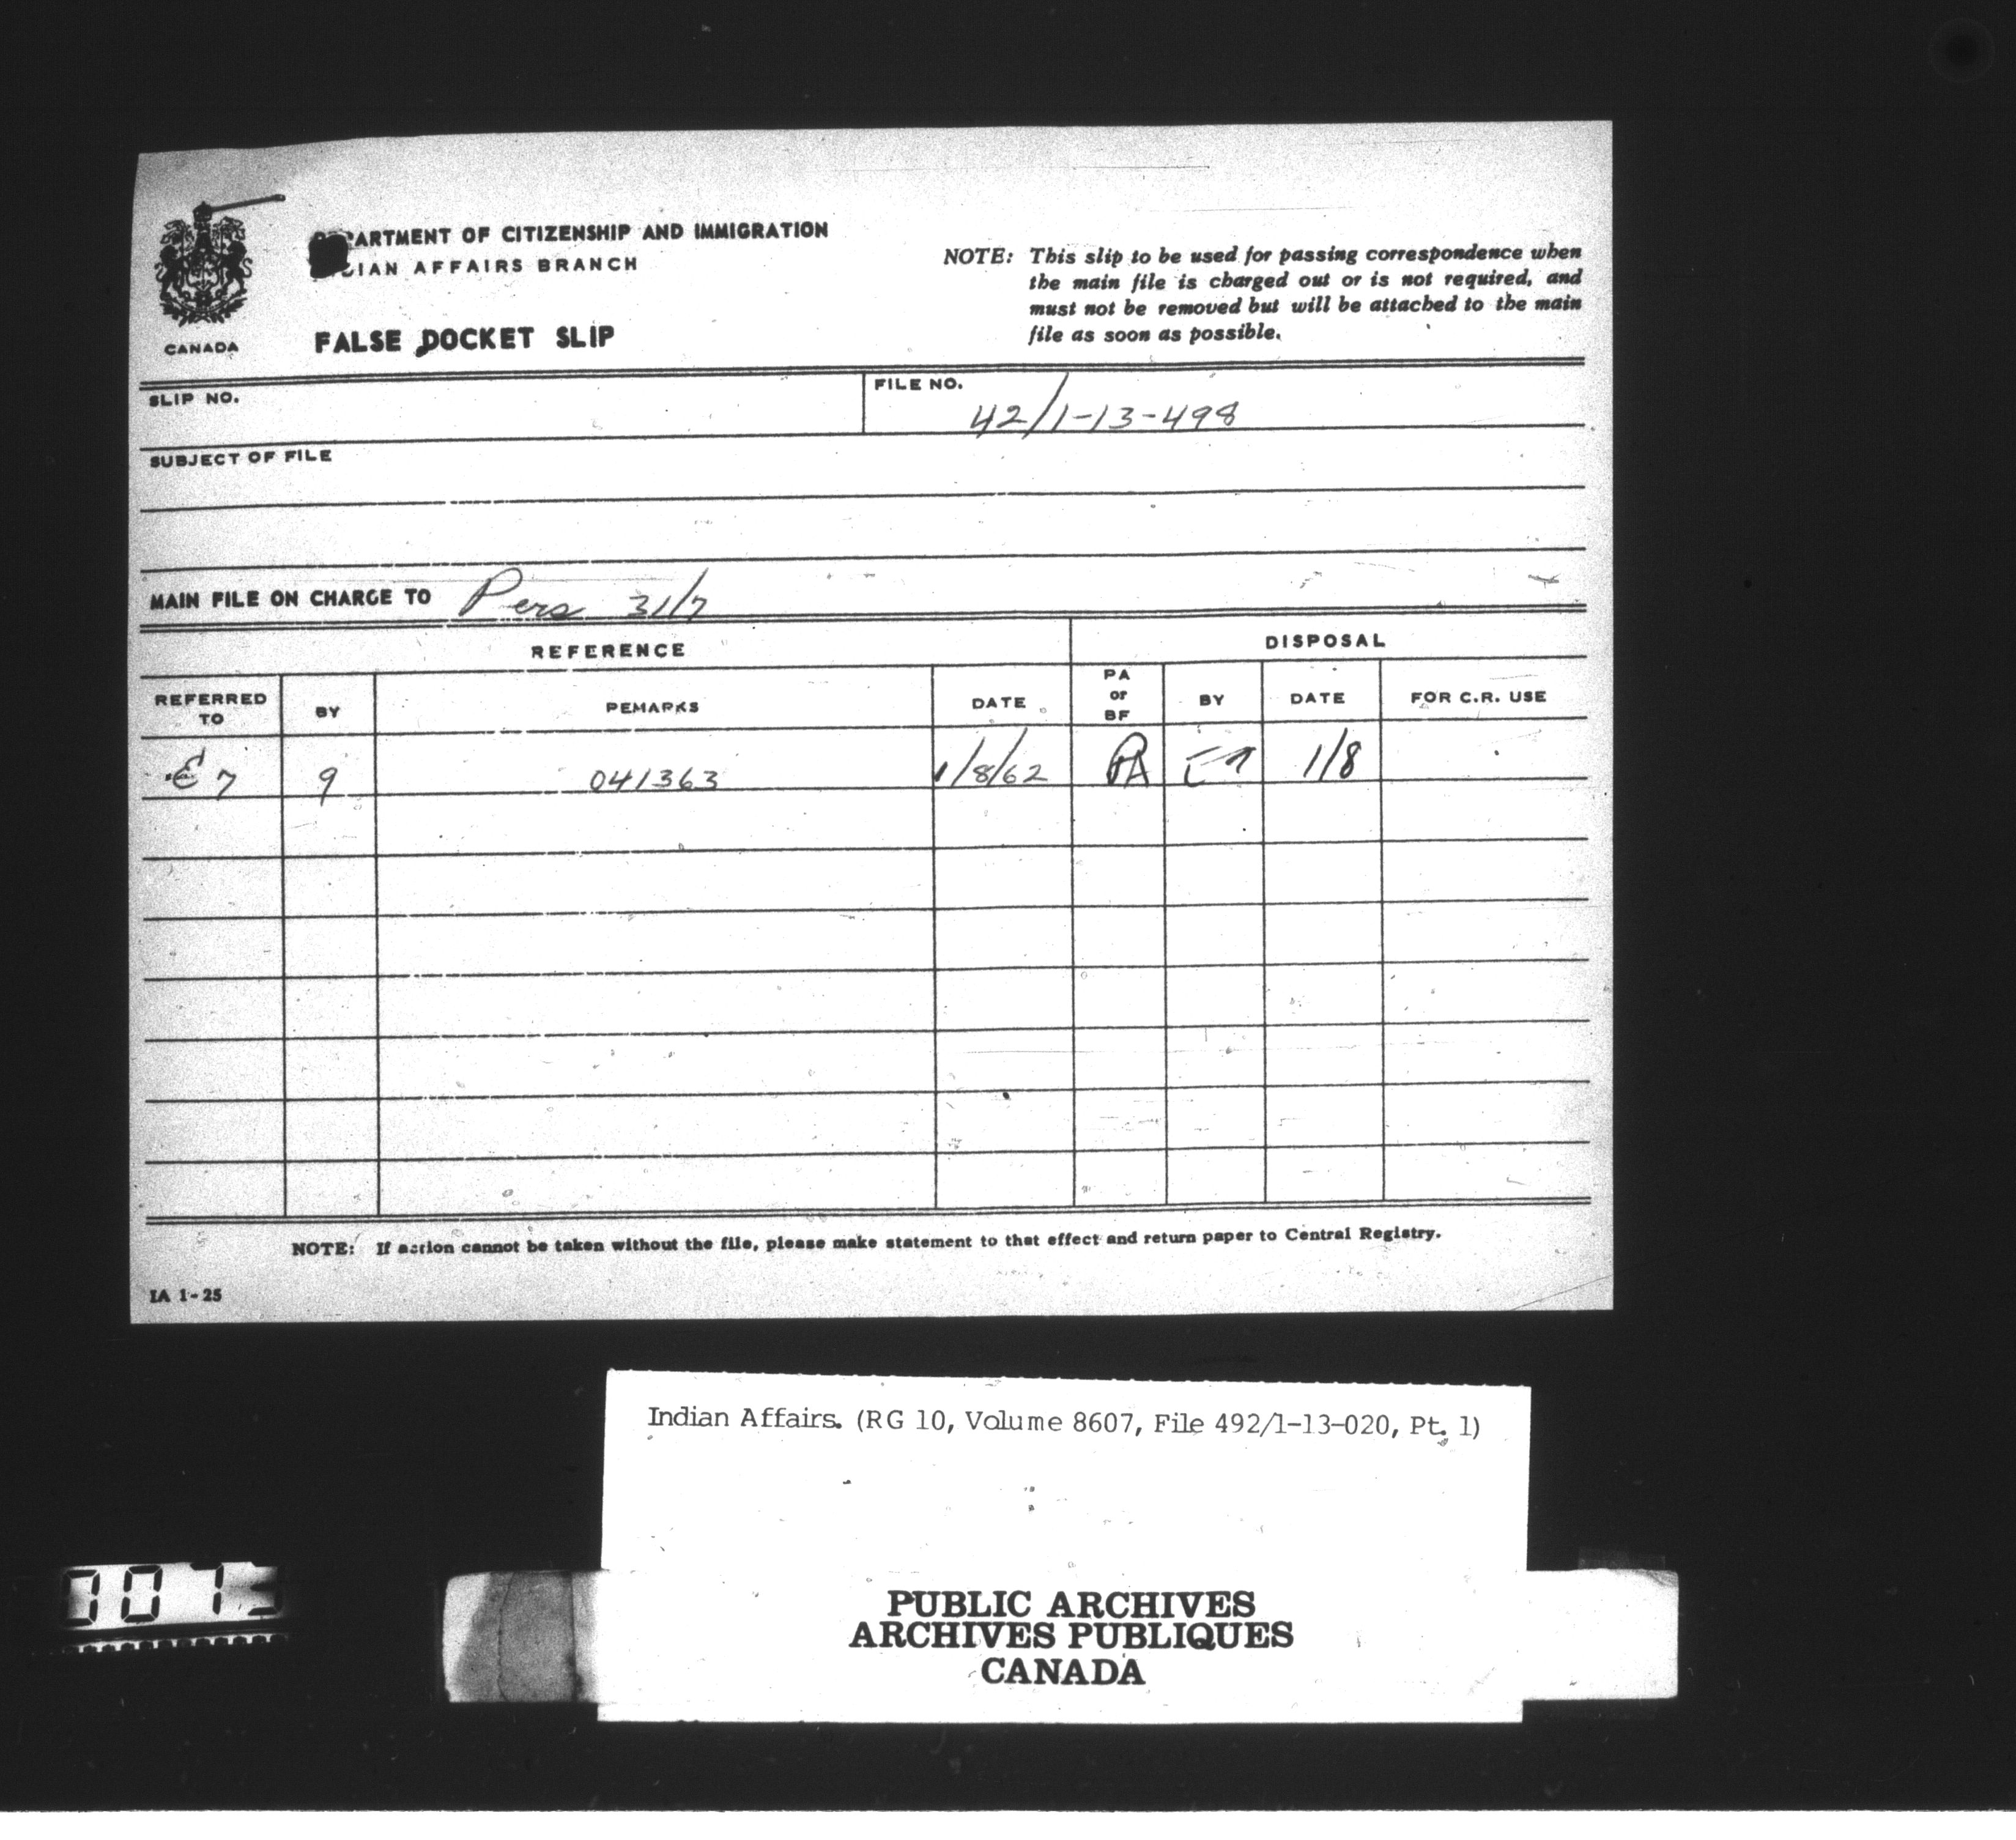 ARTMENT OF CITIZENSHIP AND IMMIGRATION
IAN AFFAIRS BRANCH
NOTE: This slip to be used for passing correspondence when
the main file is charged out or is not required, and
must not be removed but will be attached to the main
file as soon as possible.
CANADA
FALSE DOCKET SLIP
SLIP NO.
FILE NO.
42/1-13-498
SUBJECT OF FILE
MAIN FILE ON CHARGE TO Pers 31/7
REFERENCE
DISPOSAL
REFERRED TO
BY
REMARKS
DATE
PA or BF
BY
DATE
FOR C.R. USE
E7 9 041363 1/8/62 PA 1/8
NOTE: If action cannot be taken without the file, please make statement to that effect and return paper to Central Registry.
IA 1-25
Indian Affairs. (RG 10, Volume 8607, File 492/1-13-020, Pt. 1)
PUBLIC ARCHIVES
ARCHIVES PUBLIQUES
CANADA